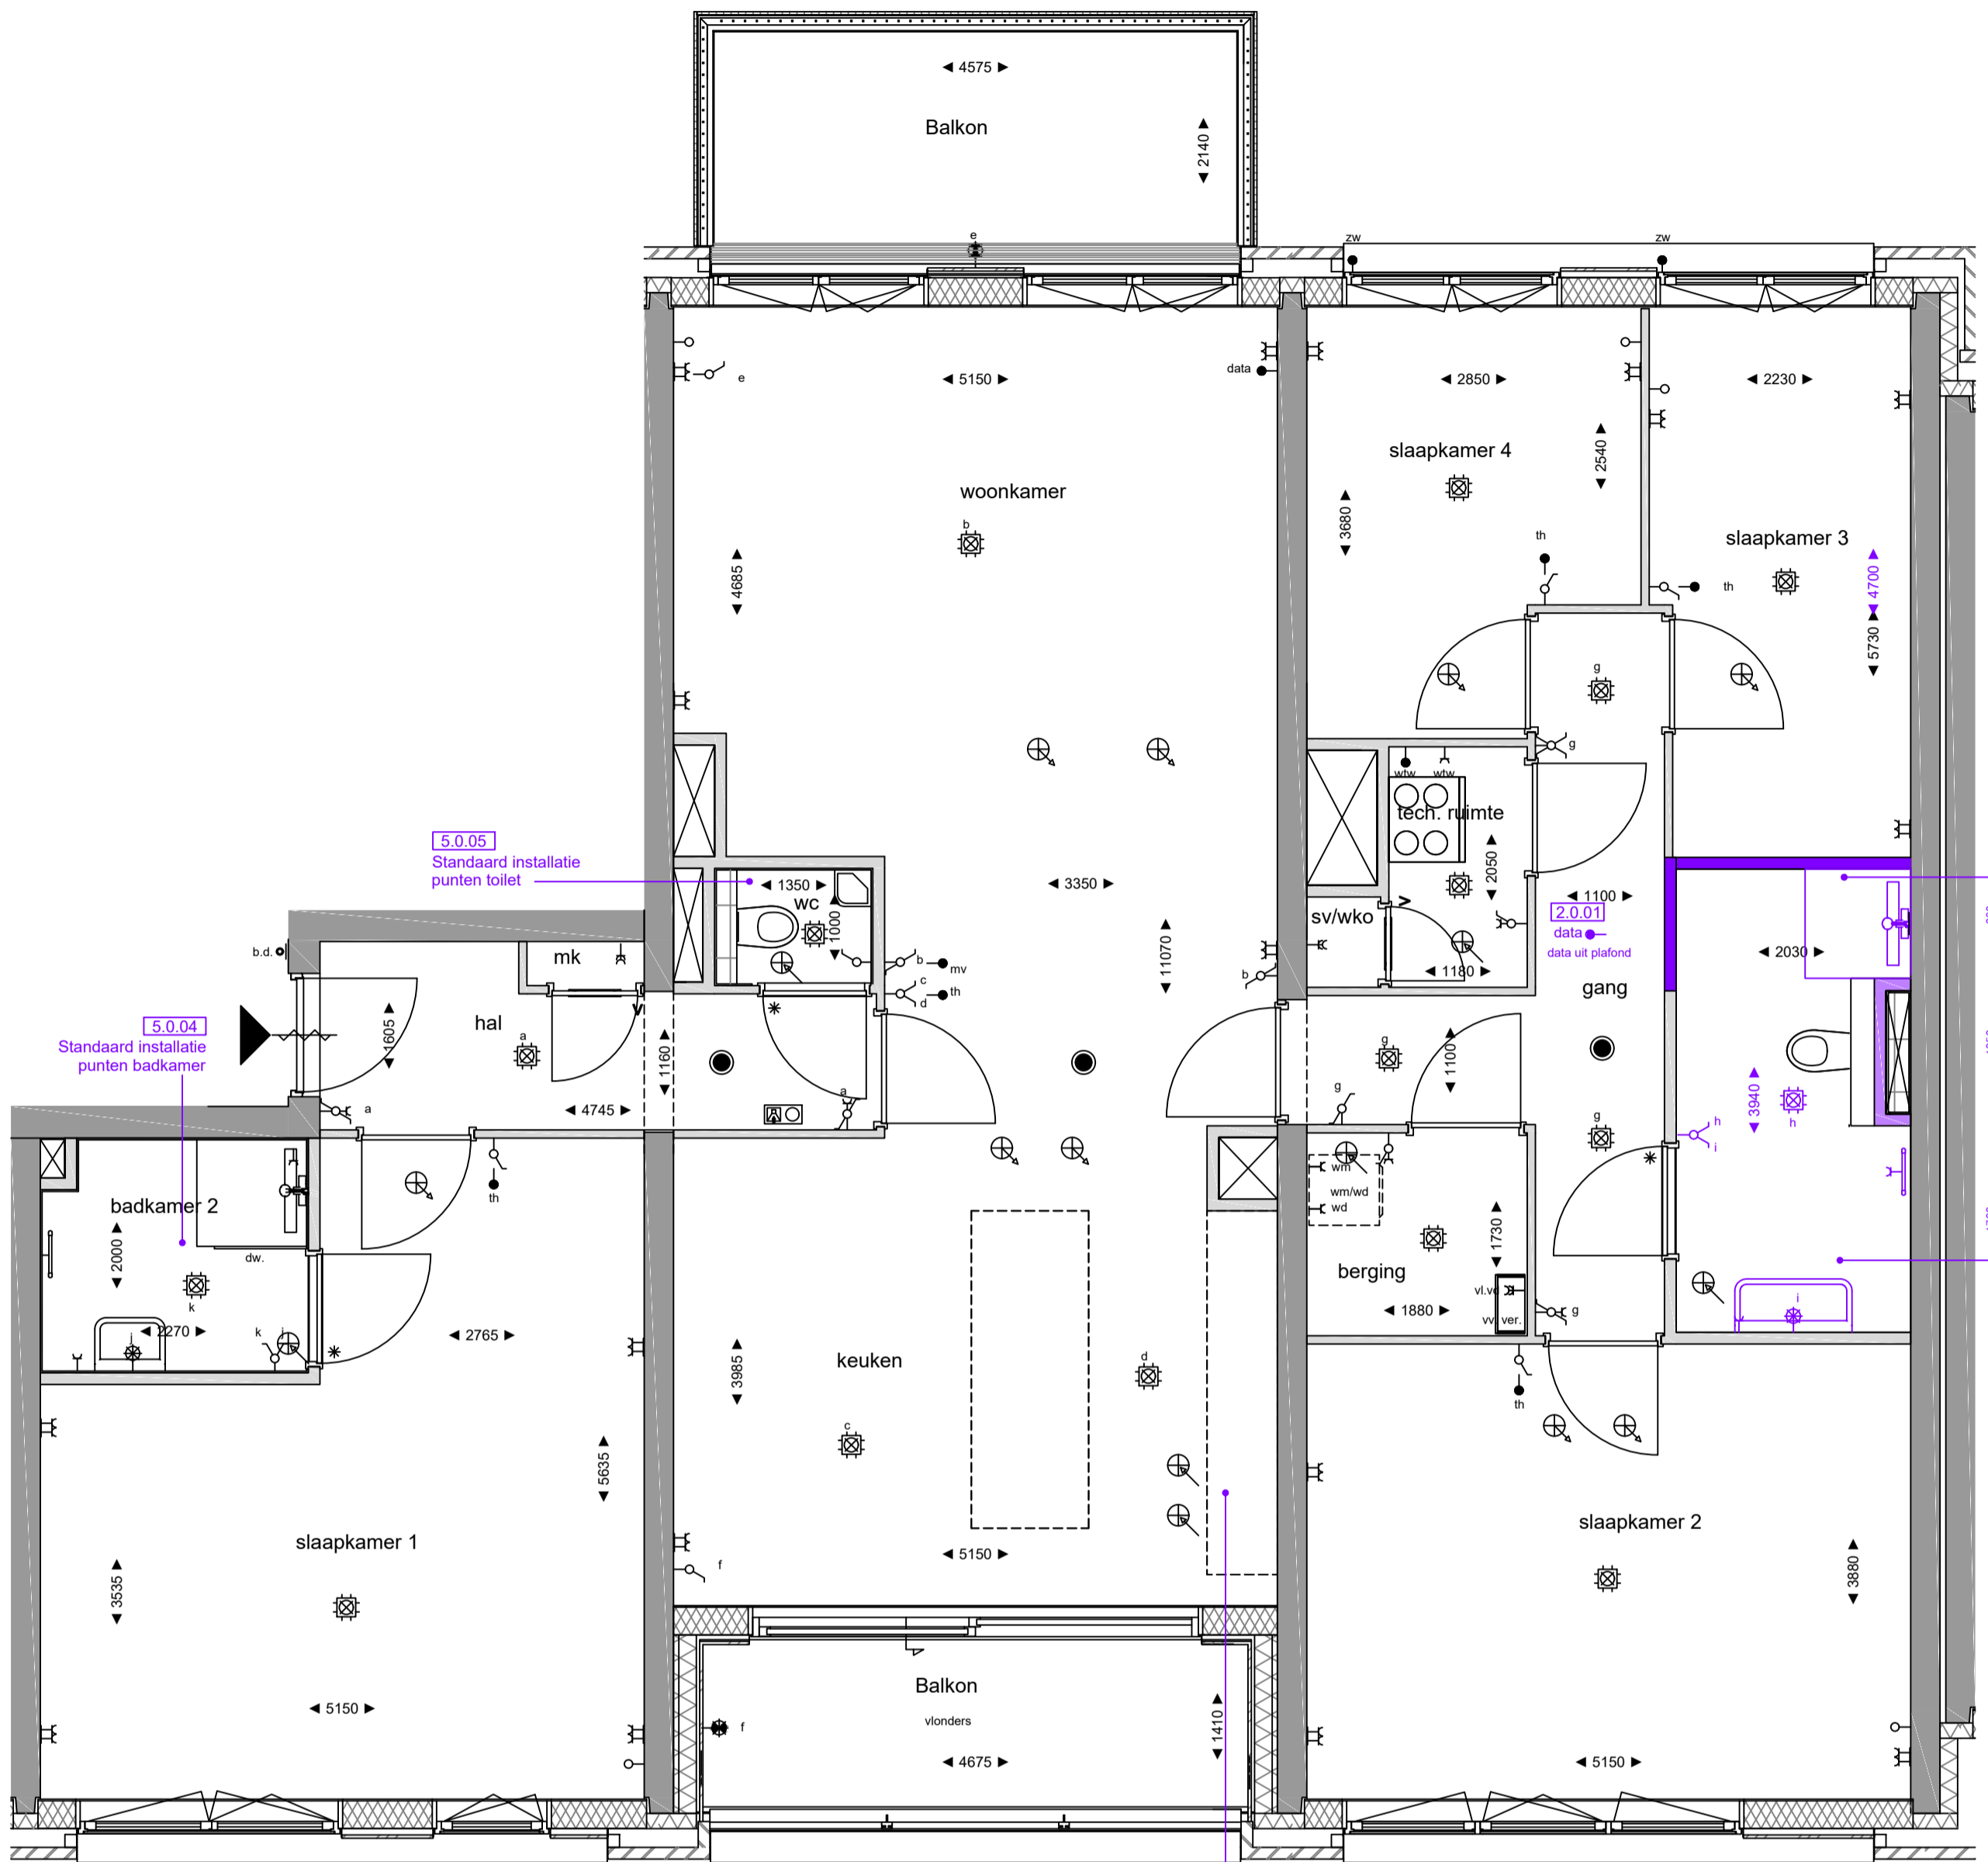 4575
Balkon
2140
e
zw
zw
e
5150
data
2850
2230
slaapkamer 4
2540
woonkamer
b
3680
th
slaapkamer 3
4685
4700
th
5730
g
g
wtw
wtw
tech. ruimte
2050
5.0.05
Standaard installatie
punten toilet
1350
wc
1000
3350
1100
sv/wko
2.0.01
data
data uit plafond
2030
b.d.
mk
b
mv
c
th
d
11070
b
1180
gang
5.0.04
Standaard installatie
punten badkamer
hal
1605
a
1160
g
1100
g
a
4745
a
g
3940
h
h
i
th
badkamer 2
2000
dw.
k
wm
wm/wd
wd
1730
berging
1880
vl.vd
vv. ver.
g
i
j
2270
k
j
2765
3985
keuken
d
c
th
5635
slaapkamer 1
3535
5150
f
slaapkamer 2
3880
5150
Balkon
vlonders
f
1410
4675
5150